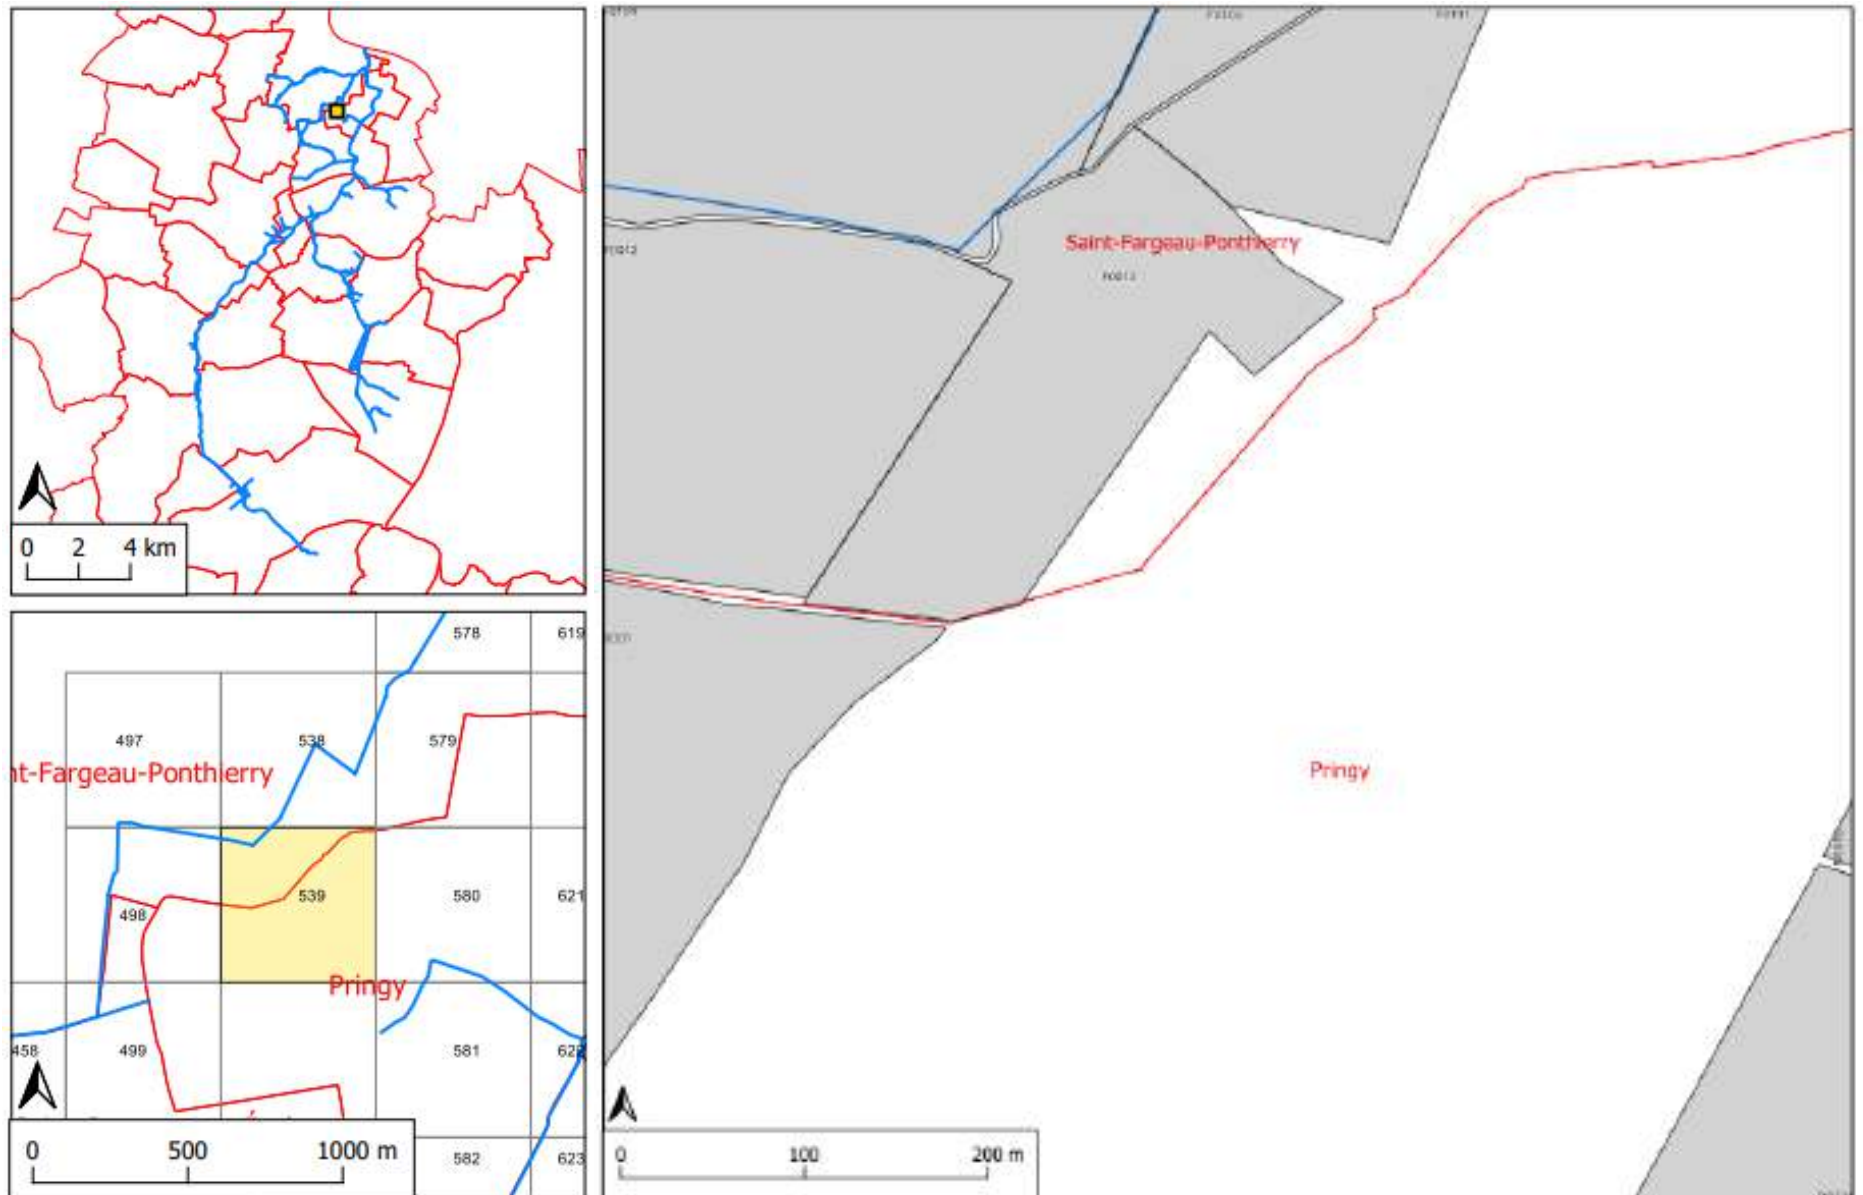 0 2 4 km
578 619
497 538 579
nt-Fargeau-Ponthierry
539 580 621
498
Pringy
458 499 581 622
0 500 1000 m
582 623
Saint-Fargeau-Ponthierry
Pringy
0 100 200 m